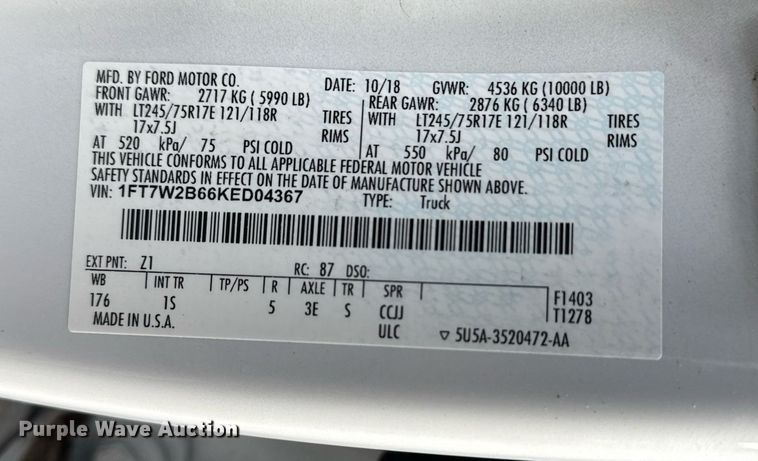 MFD. BY FORD MOTOR CO. DATE: 10/18 GVWR: 4536 KG (10000 LB)
FRONT GAWR: 2717 KG ( 5990 LB) REAR GAWR: 2876 KG ( 6340 LB)
WITH LT245/75R17E 121/118R TIRES WITH LT245/75R17E 121/118R TIRES
17x7.5J RIMS 17x7.5J RIMS
AT 520 kPa/ 75 PSI COLD AT 550 kPa/ 80 PSI COLD
THIS VEHICLE CONFORMS TO ALL APPLICABLE FEDERAL MOTOR VEHICLE
SAFETY STANDARDS IN EFFECT ON THE DATE OF MANUFACTURE SHOWN ABOVE.
VIN: 1FT7W2B66KED04367 TYPE: Truck
EXT PNT: Z1 RC: 87 DSO:
WB INT TR TP/PS R AXLE TR SPR F1403
176 1S 5 3E S CCJJ T1278
MADE IN U.S.A. ULC ▽ 5U5A-3520472-AA
Purple Wave Auction